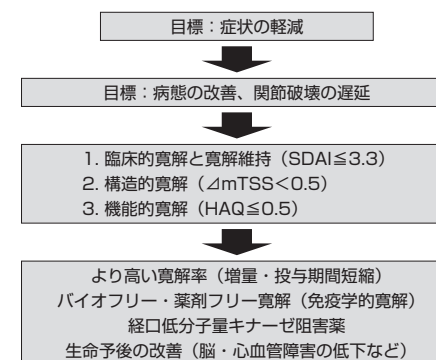 目標:症状の軽減
目標:病態の改善、関節破壊の遅延
1. 臨床的寛解と寛解維持(SDAI≦3.3)
2. 構造的寛解(⊿mTSS<0.5)
3. 機能的寛解(HAQ≦0.5)
より高い寛解率(増量・投与期間短縮)
バイオフリー・薬剤フリー寛解(免疫学的寛解)
経口低分子量キナーゼ阻害薬
生命予後の改善(脳・心血管障害の低下など)